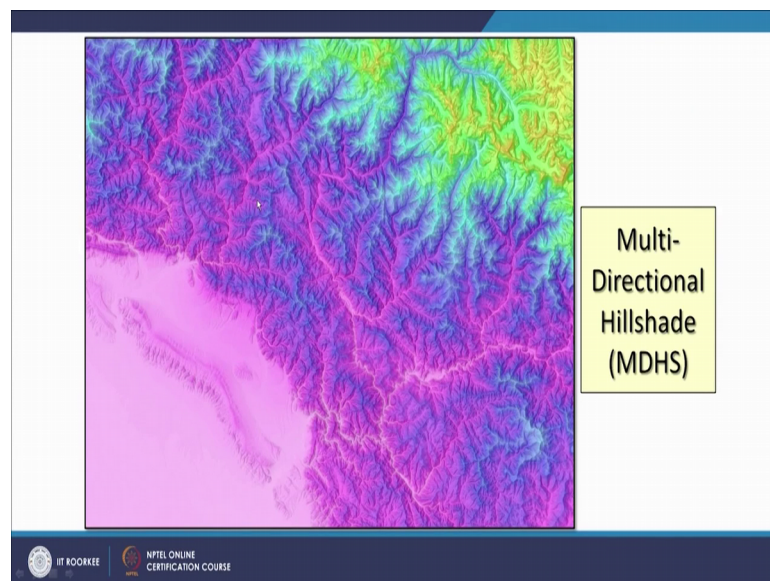 Multi-
Directional
Hillshade
(MDHS)
IIT ROORKEE
NPTEL ONLINE
CERTIFICATION COURSE